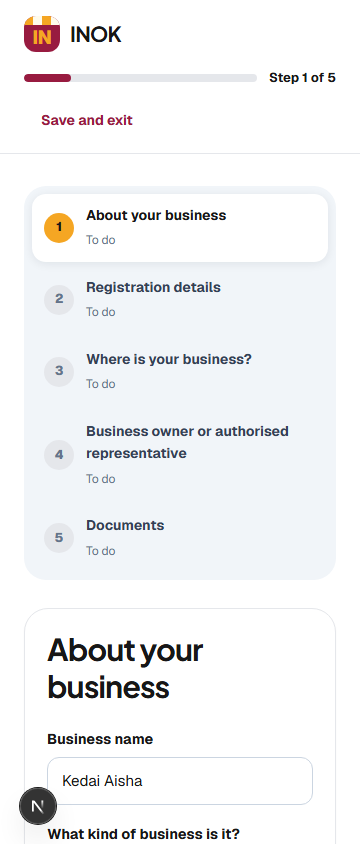 IN INOK
Step 1 of 5
Save and exit
1 About your business
To do
2 Registration details
To do
3 Where is your business?
To do
4 Business owner or authorised
representative
To do
5 Documents
To do
About your
business
Business name
Kedai Aisha
N
What kind of business is it?